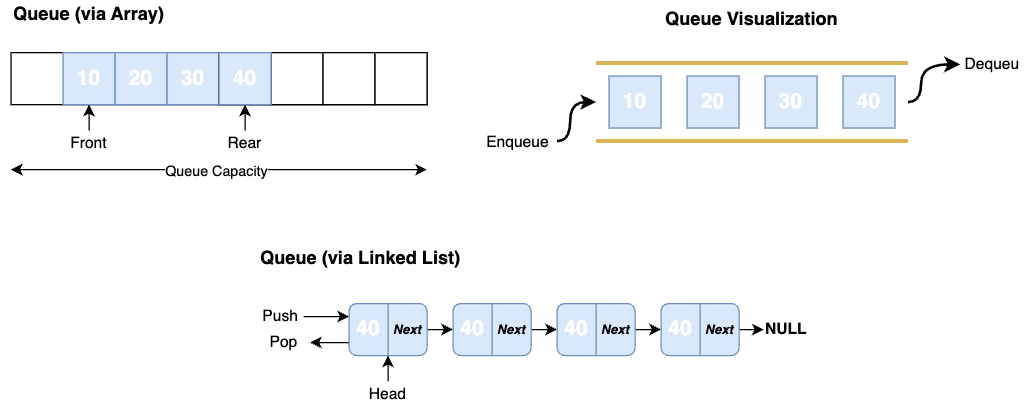 Queue (via Array)
10 20 30 40
Front Rear
Queue Capacity
Queue Visualization
Dequeu
10 20 30 40
Enqueue
Queue (via Linked List)
Push
Pop
40 Next 40 Next 40 Next 40 Next NULL
Head